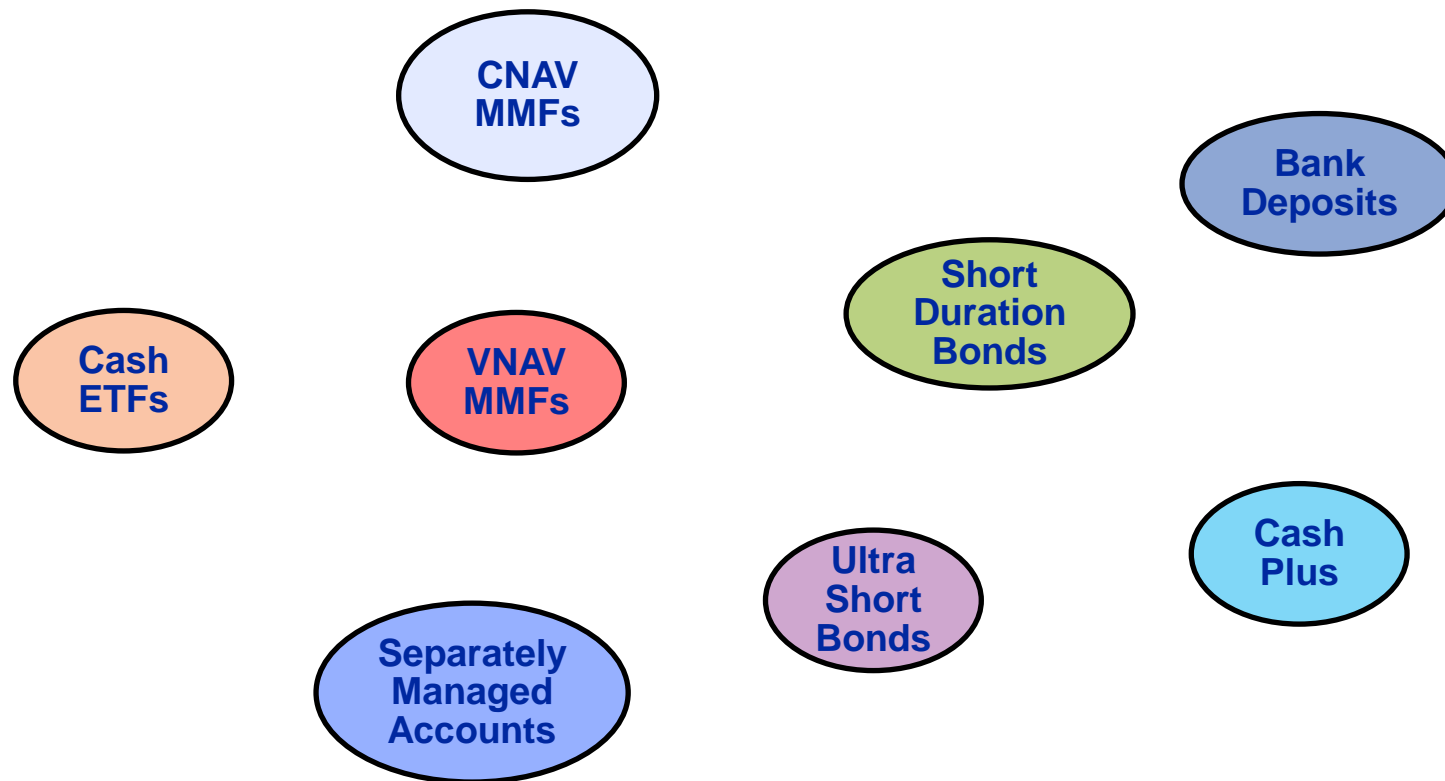 CNAV
MMFs
Bank
Deposits
Short
Duration
Bonds
Cash
ETFs
VNAV
MMFs
Cash
Plus
Ultra
Short
Bonds
Separately
Managed
Accounts